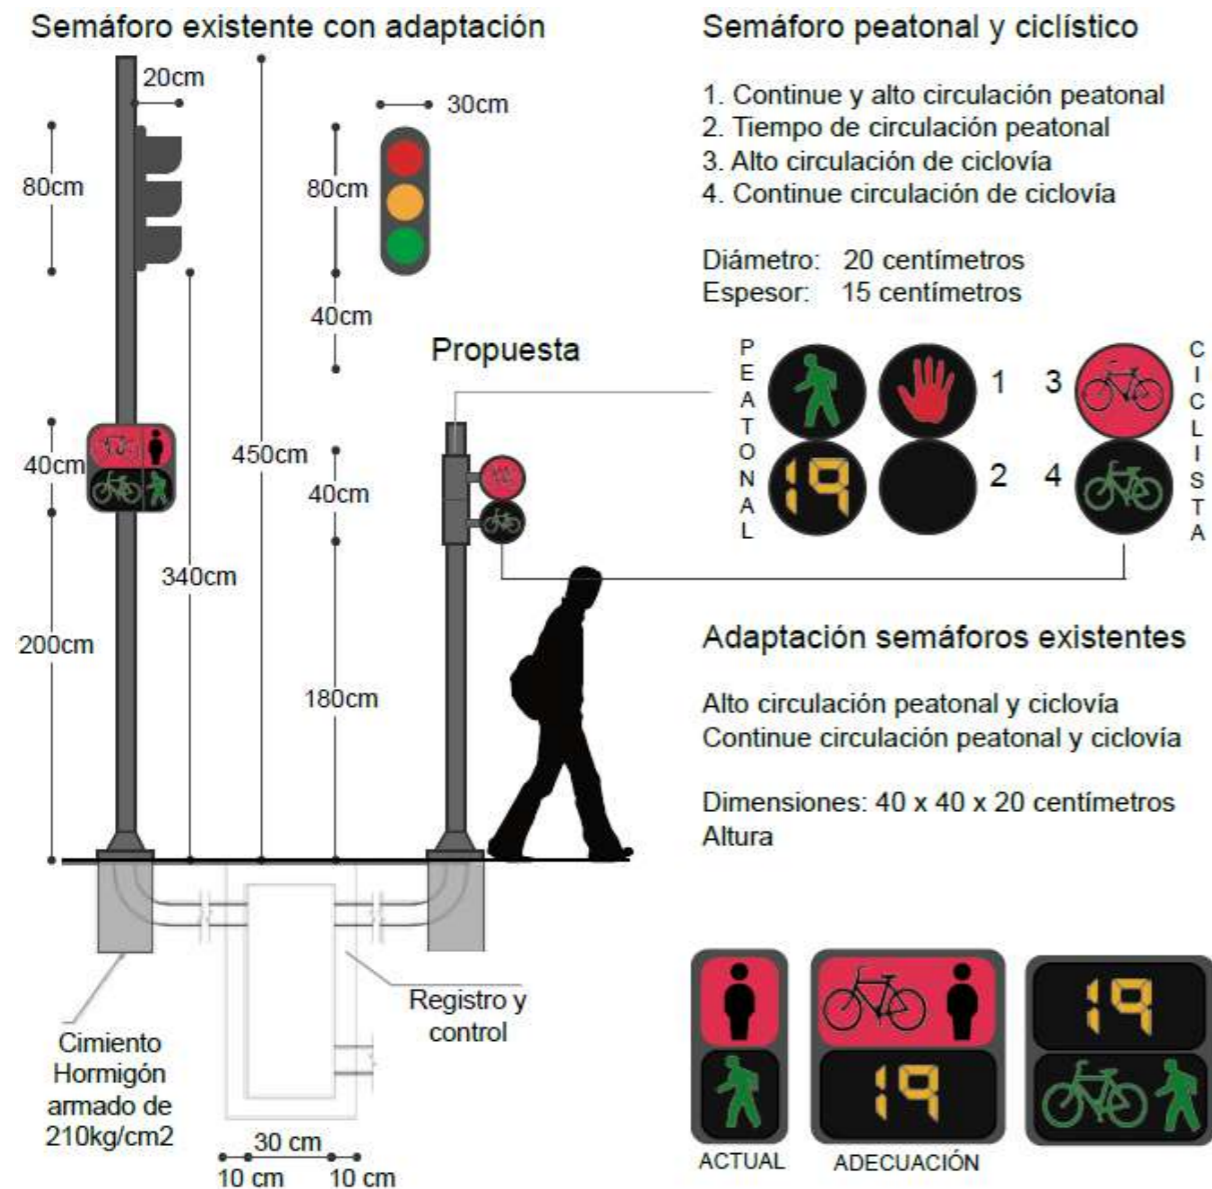 Semáforo existente con adaptación
20cm
30cm
80cm
80cm
40cm
Propuesta
40cm
450cm
40cm
340cm
200cm
180cm
Registro y
control
Cimiento
Hormigón
armado de
210kg/cm2
30 cm
10 cm
10 cm
Semáforo peatonal y ciclístico
1. Continue y alto circulación peatonal
2. Tiempo de circulación peatonal
3. Alto circulación de ciclovía
4. Continue circulación de ciclovía
Diámetro: 20 centímetros
Espesor: 15 centímetros
PEATONAL
1
3
CICLISTA
19
2
4
Adaptación semáforos existentes
Alto circulación peatonal y ciclovía
Continue circulación peatonal y ciclovía
Dimensiones: 40 x 40 x 20 centímetros
Altura
19
19
ACTUAL
ADECUACIÓN